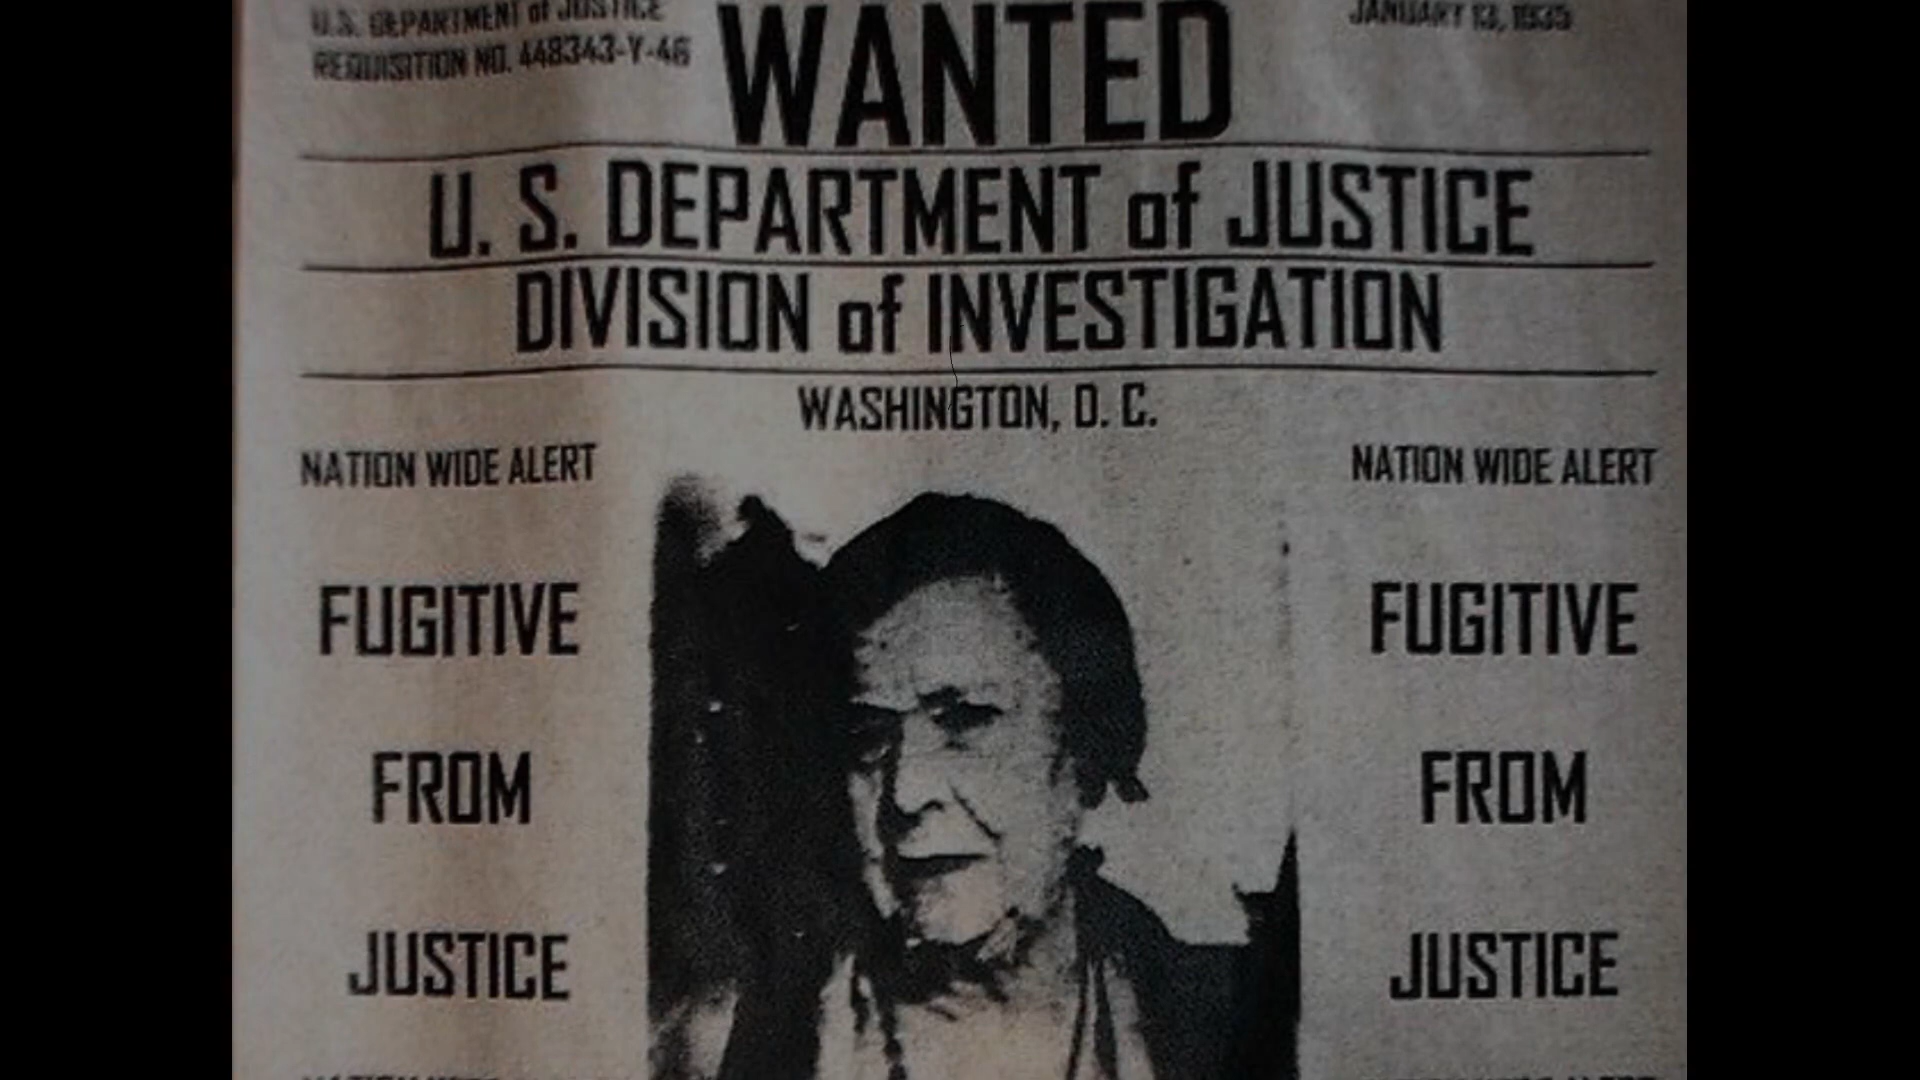 U.S. DEPARTMENT of JUSTICE
REQUISITION NO. 448343-Y-46
JANUARY 13, 1935
WANTED
U. S. DEPARTMENT of JUSTICE
DIVISION of INVESTIGATION
WASHINGTON, D. C.
NATION WIDE ALERT
NATION WIDE ALERT
FUGITIVE
FUGITIVE
FROM
FROM
JUSTICE
JUSTICE